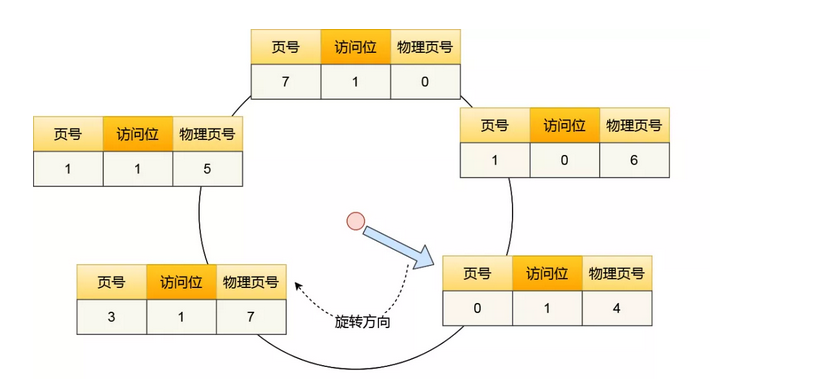 页号 访问位 物理页号
7 1 0
页号 访问位 物理页号
1 0 6
页号 访问位 物理页号
1 1 5
页号 访问位 物理页号
0 1 4
页号 访问位 物理页号
3 1 7
旋转方向